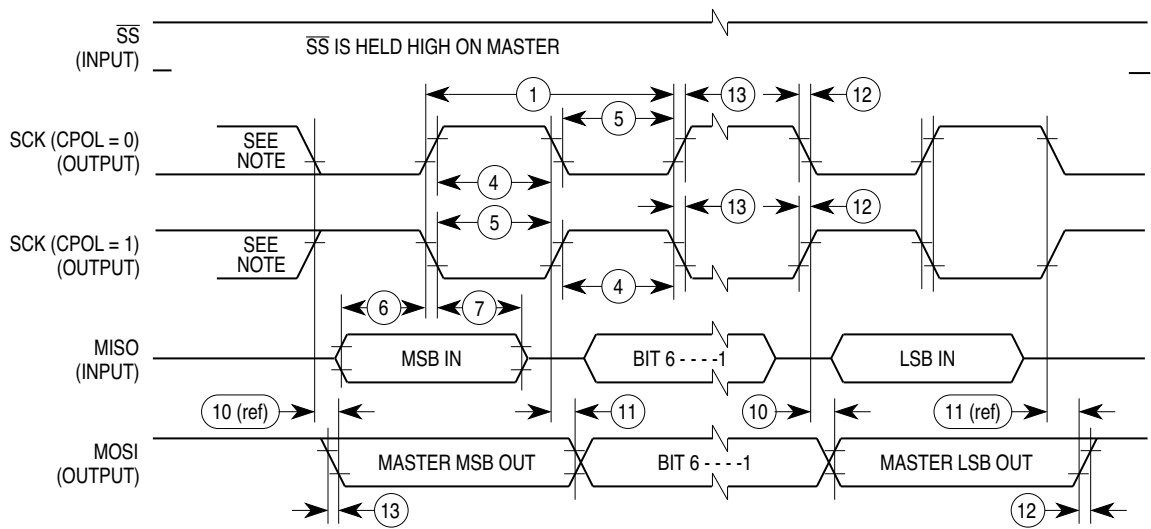 SS
(INPUT)
SS IS HELD HIGH ON MASTER
1
13
12
5
SCK (CPOL = 0)
(OUTPUT)
SEE
NOTE
4
13
12
5
SCK (CPOL = 1)
(OUTPUT)
SEE
NOTE
4
6
7
MISO
(INPUT)
MSB IN
BIT 6 - - - -1
LSB IN
10 (ref)
11
10
11 (ref)
MOSI
(OUTPUT)
MASTER MSB OUT
BIT 6 - - - -1
MASTER LSB OUT
13
12